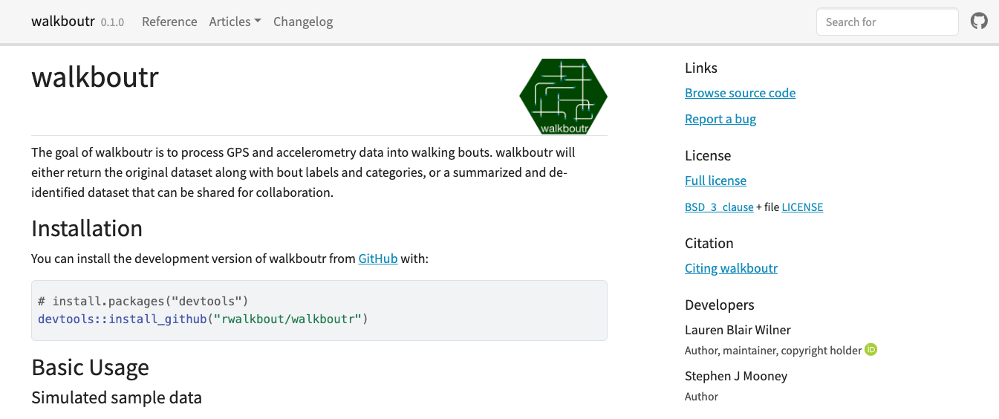 walkboutr 0.1.0 Reference Articles Changelog Search for
walkboutr
walkboutr
The goal of walkboutr is to process GPS and accelerometry data into walking bouts. walkboutr will
either return the original dataset along with bout labels and categories, or a summarized and de-
identified dataset that can be shared for collaboration.
Installation
You can install the development version of walkboutr from GitHub with:
# install.packages("devtools")
devtools::install_github("rwalkbout/walkboutr")
Basic Usage
Simulated sample data
Links
Browse source code
Report a bug
License
Full license
BSD_3_clause + file LICENSE
Citation
Citing walkboutr
Developers
Lauren Blair Wilner
Author, maintainer, copyright holder iD
Stephen J Mooney
Author